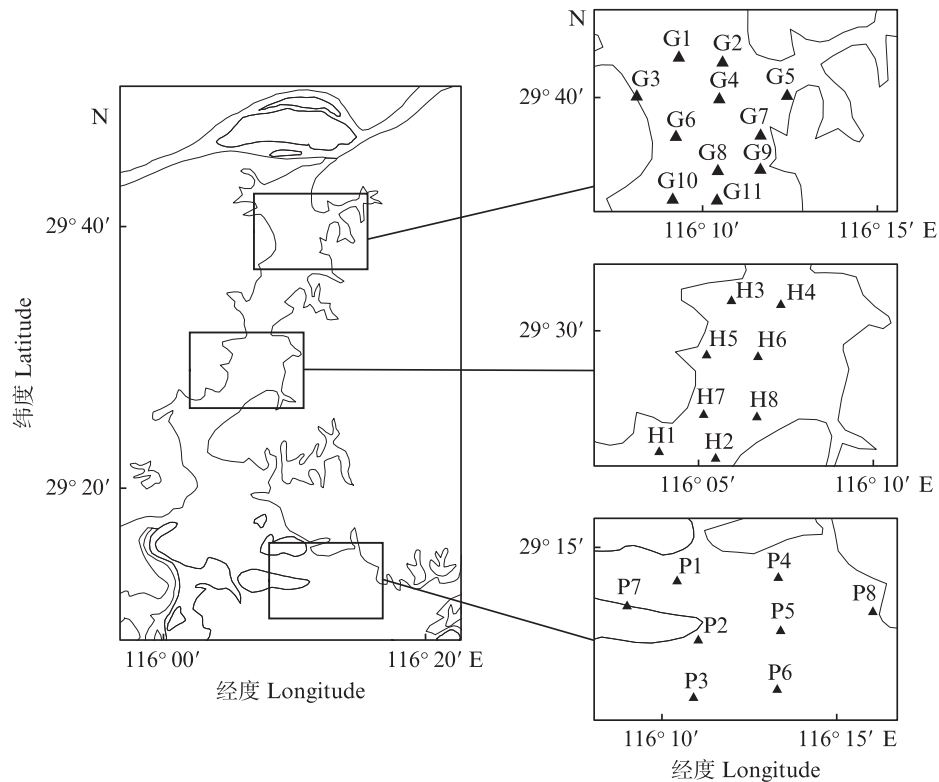 N
29° 40′
29° 20′
纬度 Latitude
116° 00′
116° 20′ E
经度 Longitude
N
29° 40′
G1
G2
G3
G4
G5
G6
G7
G8
G9
G10
G11
116° 10′
116° 15′ E
29° 30′
H3
H4
H5
H6
H7
H8
H1
H2
116° 05′
116° 10′ E
29° 15′
P1
P4
P7
P8
P5
P2
P3
P6
116° 10′
116° 15′ E
经度 Longitude